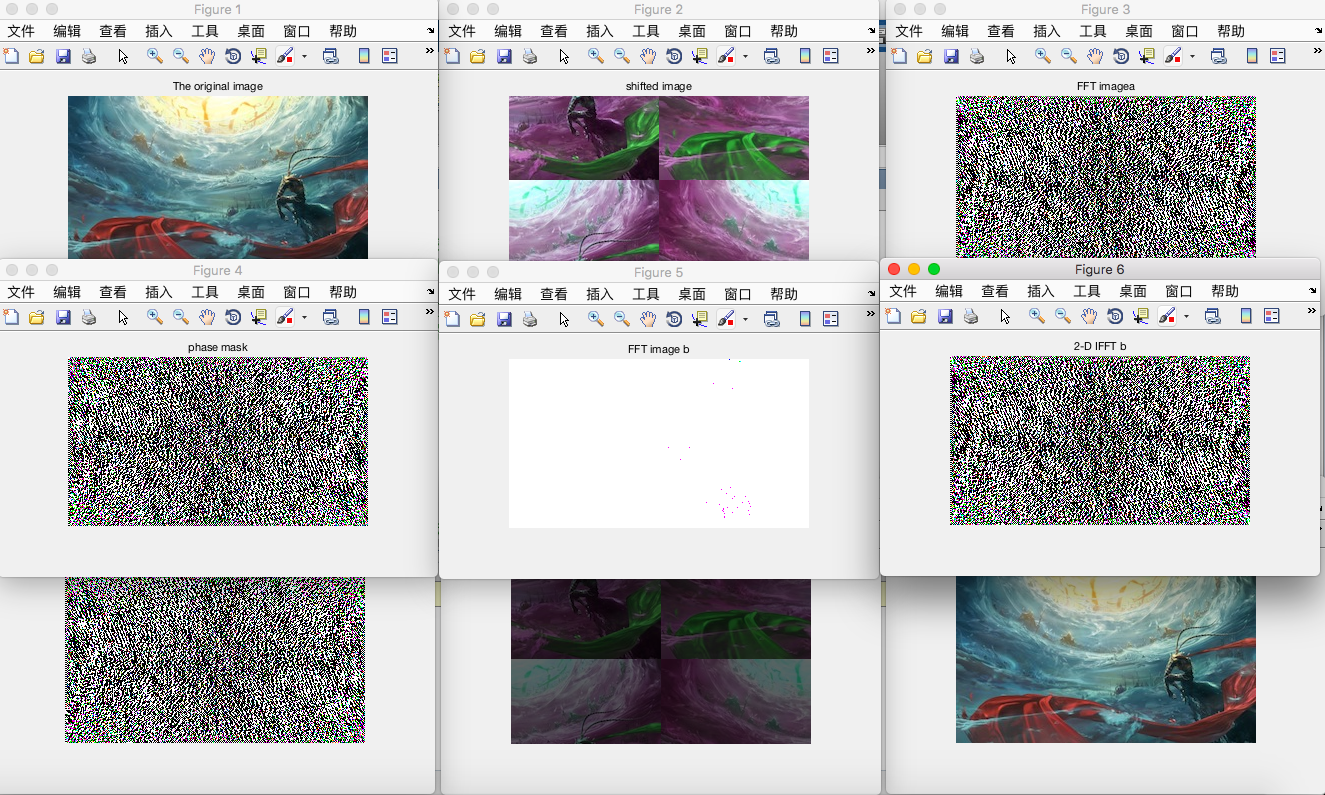 Figure 1
文件 编辑 查看 插入 工具 桌面 窗口 帮助
The original image
Figure 2
文件 编辑 查看 插入 工具 桌面 窗口 帮助
shifted image
Figure 3
文件 编辑 查看 插入 工具 桌面 窗口 帮助
FFT imagea
Figure 4
文件 编辑 查看 插入 工具 桌面 窗口 帮助
phase mask
Figure 5
文件 编辑 查看 插入 工具 桌面 窗口 帮助
FFT image b
Figure 6
文件 编辑 查看 插入 工具 桌面 窗口 帮助
2-D IFFT b